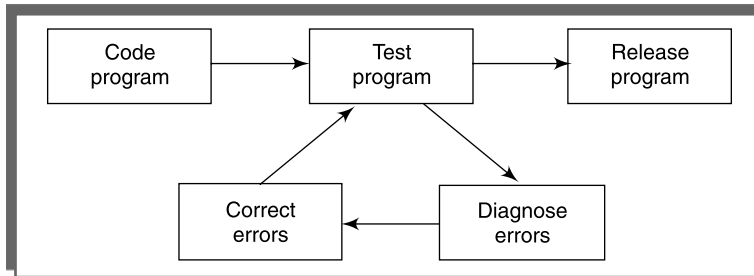 Code
program
Test
program
Release
program
Correct
errors
Diagnose
errors